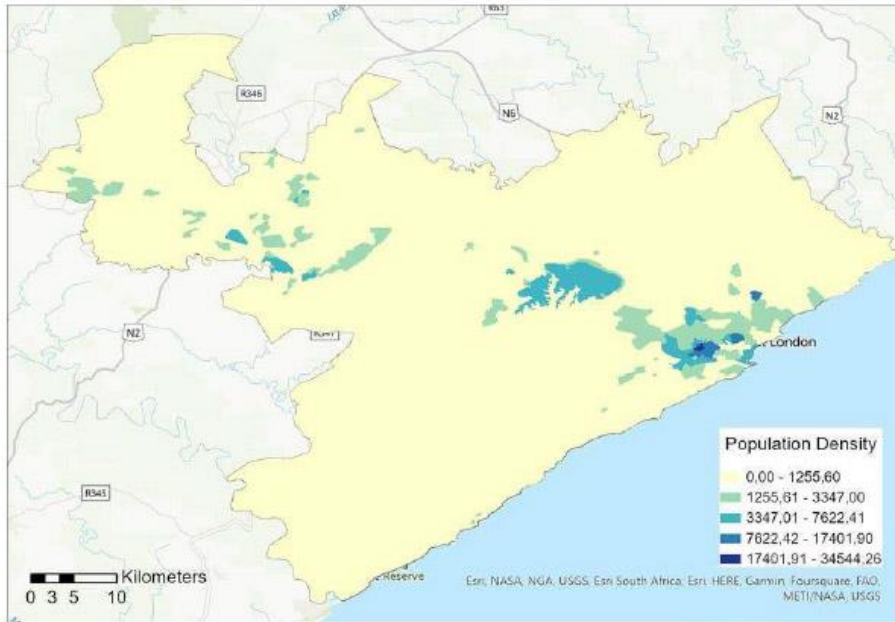 R63
R346
N6
N2
N2
London
R345
Population Density
0,00 - 1255,60
1255,61 - 3347,00
3347,01 - 7622,41
7622,42 - 17401,90
17401,91 - 34544,26
Kilometers
0 3 5 10
Reserve
Esri, NASA, NGA, USGS, Esri South Africa, Esri, HERE, Garmin, Foursquare, FAO,
METI/NASA, USGS